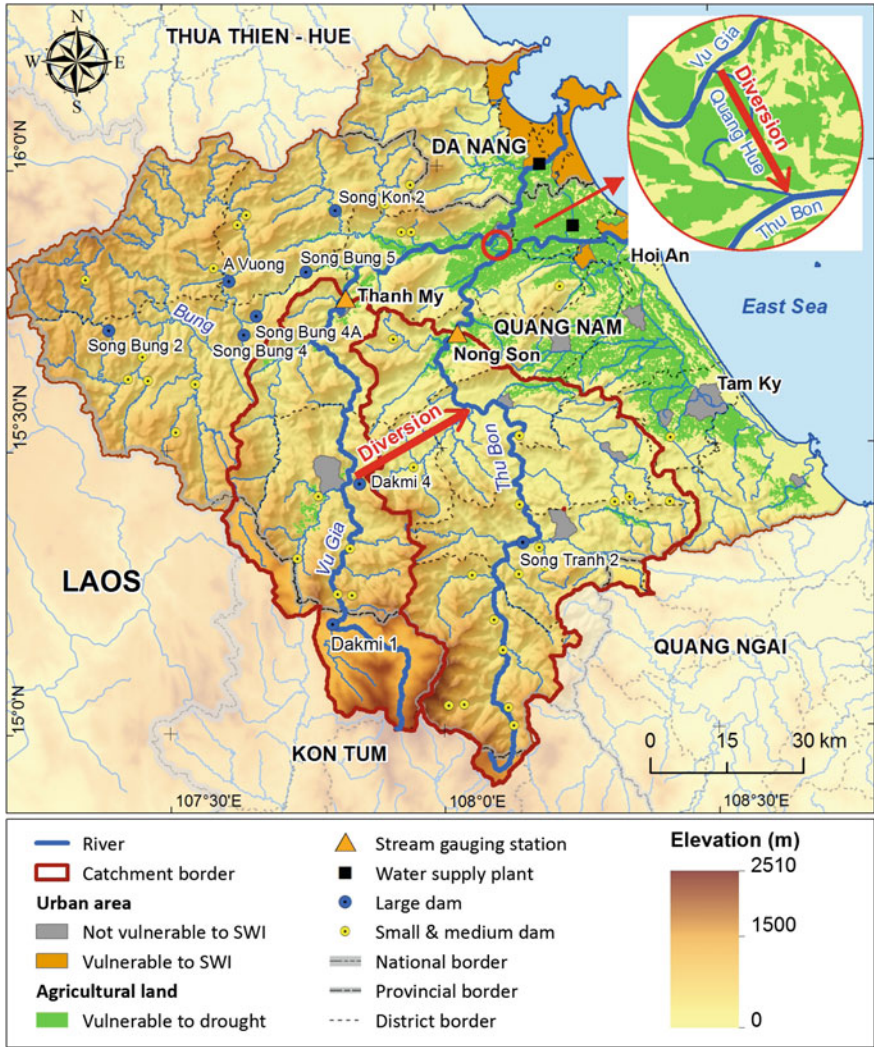 THUA THIEN - HUE
N
W
E
S
Vu Gia
Diversion
Quang Hue
Thu Bon
16°0'N
DA NANG
Song Kon 2
Hoi An
A Vuong
Song Bung 5
Thanh My
East Sea
Bung
Song Bung 4A
QUANG NAM
Song Bung 2
Song Bung 4
Nong Son
Tam Ky
15°30'N
Diversion
Thu Bon
Dakmi 4
Vu Gia
Song Tranh 2
LAOS
Dakmi 1
QUANG NGAI
15°0'N
KON TUM
0 15 30 km
107°30'E
108°0'E
108°30'E
River
Catchment border
Urban area
Not vulnerable to SWI
Vulnerable to SWI
Agricultural land
Vulnerable to drought
Stream gauging station
Water supply plant
Large dam
Small & medium dam
National border
Provincial border
District border
Elevation (m)
2510
1500
0